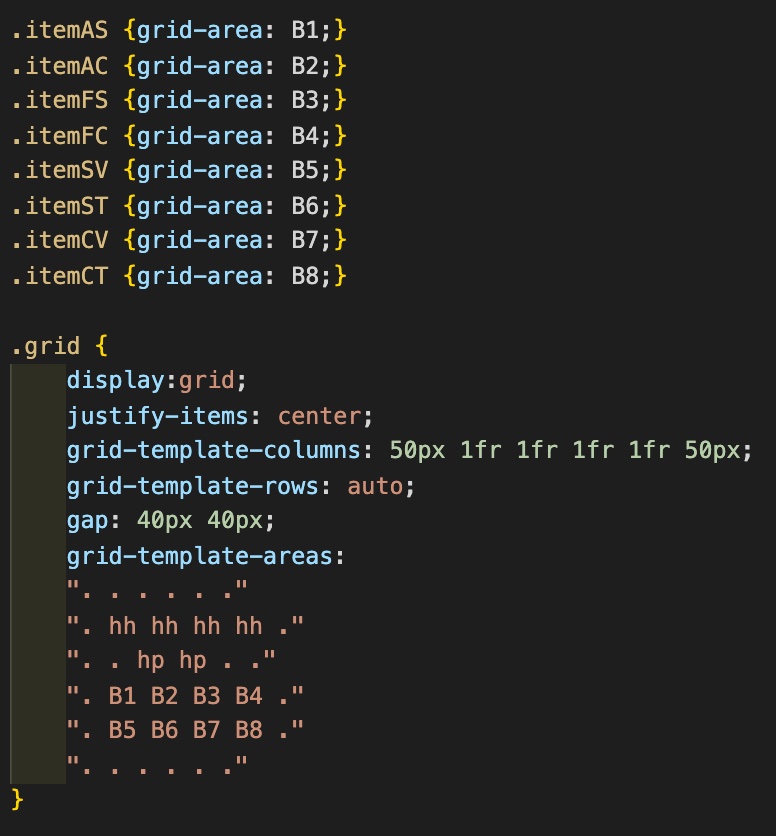 .itemAS {grid-area: B1;}
.itemAC {grid-area: B2;}
.itemFS {grid-area: B3;}
.itemFC {grid-area: B4;}
.itemSV {grid-area: B5;}
.itemST {grid-area: B6;}
.itemCV {grid-area: B7;}
.itemCT {grid-area: B8;}

.grid {
    display:grid;
    justify-items: center;
    grid-template-columns: 50px 1fr 1fr 1fr 1fr 50px;
    grid-template-rows: auto;
    gap: 40px 40px;
    grid-template-areas:
    ". . . . . ."
    ". hh hh hh hh ."
    ". . hp hp . ."
    ". B1 B2 B3 B4 ."
    ". B5 B6 B7 B8 ."
    ". . . . . ."
}